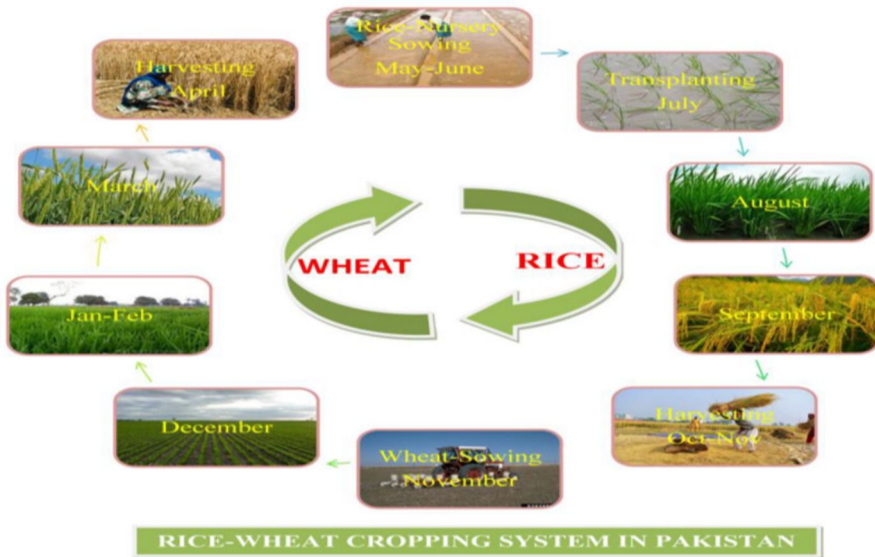 Rice-Nursery
Sowing
May-June
Transplanting
July
August
September
Harvesting
Oct-Nov
Wheat-Sowing
November
December
Jan-Feb
March
Harvesting
April
WHEAT
RICE
RICE-WHEAT CROPPING SYSTEM IN PAKISTAN